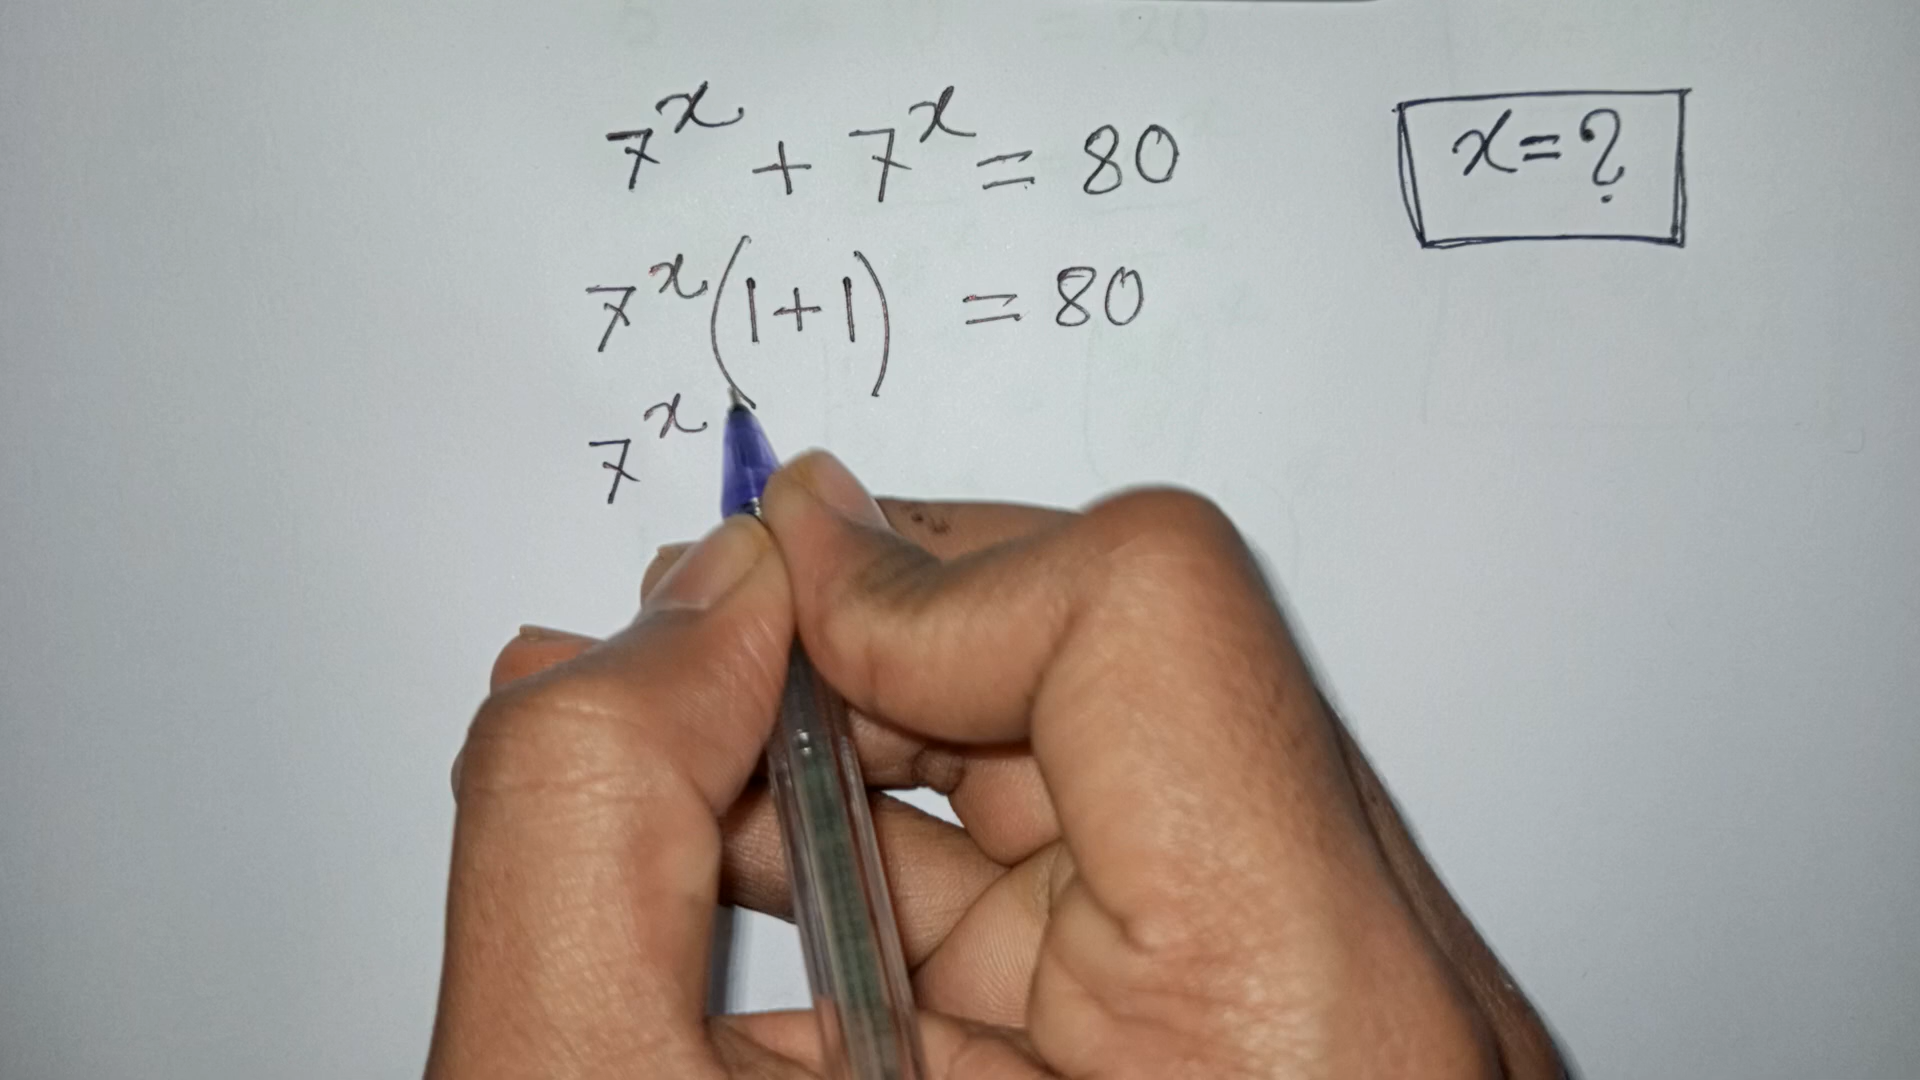 7^x + 7^x = 80
x = ?
7^x (1+1) = 80
7^x